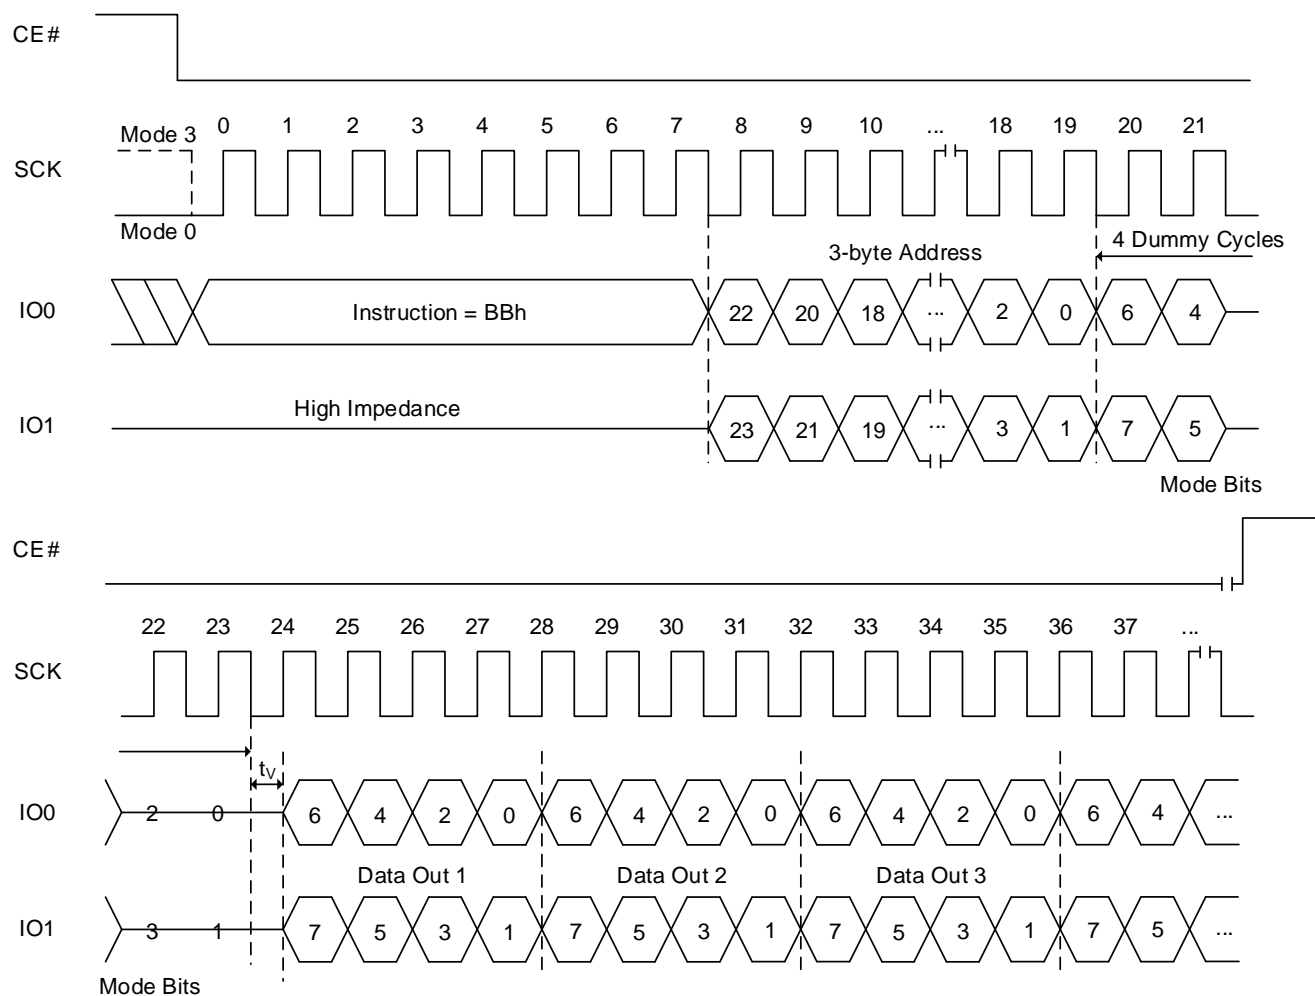 CE#
Mode 3
0 1 2 3 4 5 6 7 8 9 10 ... 18 19 20 21
SCK
Mode 0
3-byte Address
4 Dummy Cycles
IO0
Instruction = BBh
22 20 18 ... 2 0 6 4
High Impedance
IO1
23 21 19 ... 3 1 7 5
Mode Bits
CE#
22 23 24 25 26 27 28 29 30 31 32 33 34 35 36 37 ...
SCK
tV
IO0
2 0 6 4 2 0 6 4 2 0 6 4 2 0 6 4 ...
Data Out 1 Data Out 2 Data Out 3
IO1
3 1 7 5 3 1 7 5 3 1 7 5 3 1 7 5 ...
Mode Bits